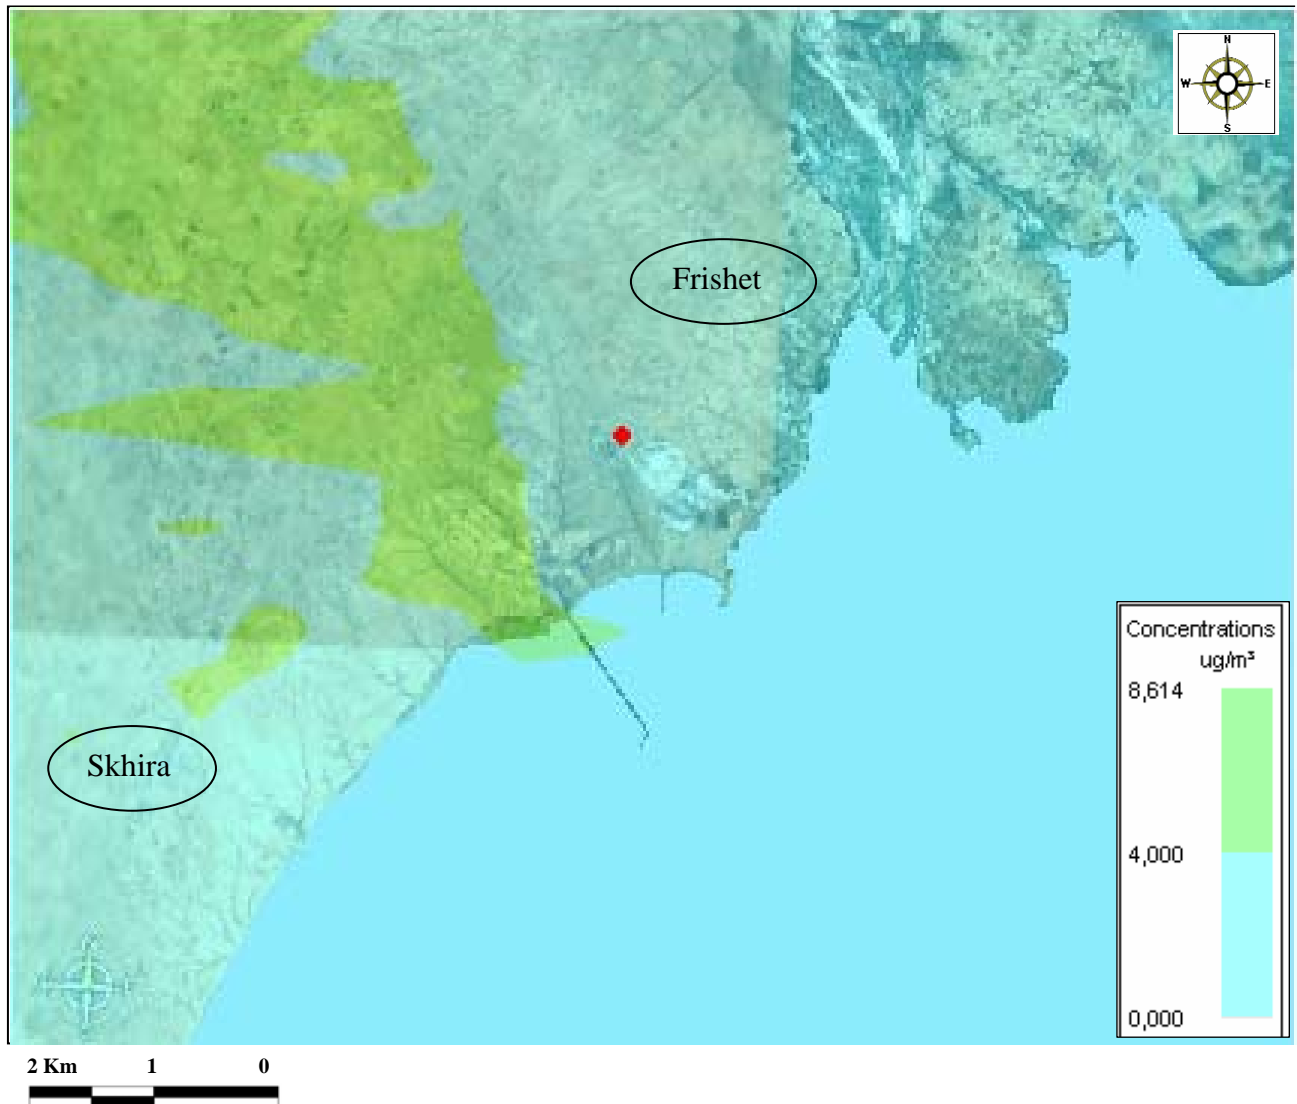 N
W E
S
Frishet
Concentrations
ug/m³
8,614
4,000
0,000
Skhira
2 Km 1 0